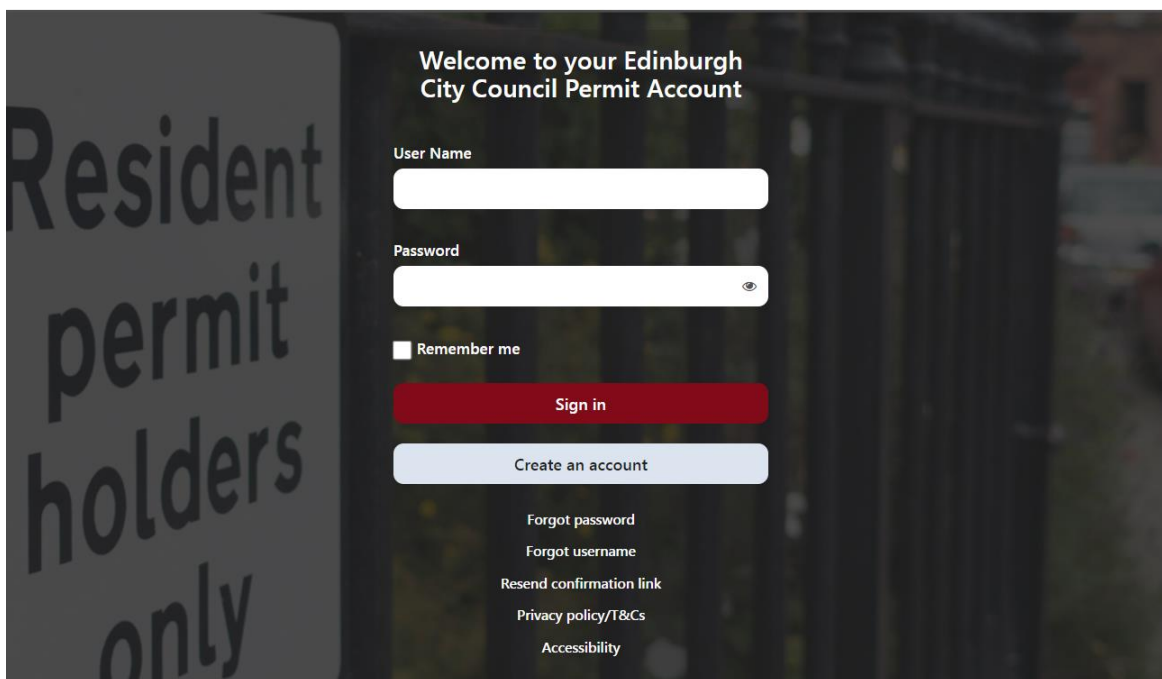 Resident
permit
holders
only
Welcome to your Edinburgh
City Council Permit Account
User Name
Password
Remember me
Sign in
Create an account
Forgot password
Forgot username
Resend confirmation link
Privacy policy/T&Cs
Accessibility